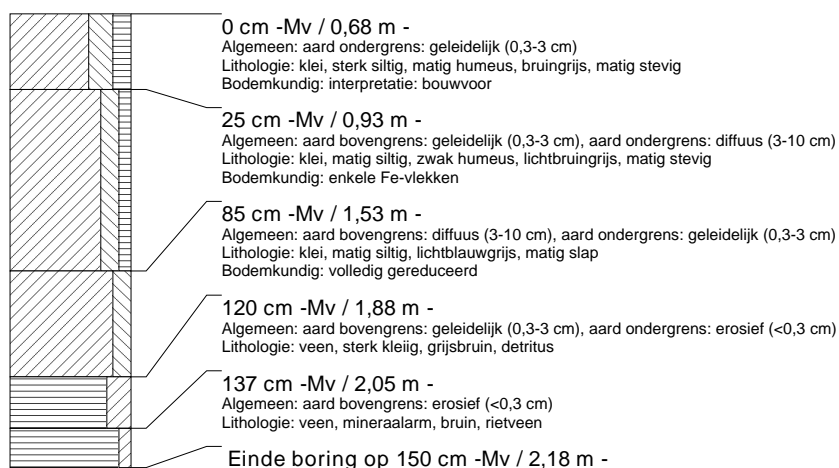 0 cm -Mv / 0,68 m -
Algemeen: aard ondergrens: geleidelijk (0,3-3 cm)
Lithologie: klei, sterk siltig, matig humeus, bruingrijs, matig stevig
Bodemkundig: interpretatie: bouwvoor
25 cm -Mv / 0,93 m -
Algemeen: aard bovengrens: geleidelijk (0,3-3 cm), aard ondergrens: diffuus (3-10 cm)
Lithologie: klei, matig siltig, zwak humeus, lichtbruingrijs, matig stevig
Bodemkundig: enkele Fe-vlekken
85 cm -Mv / 1,53 m -
Algemeen: aard bovengrens: diffuus (3-10 cm), aard ondergrens: geleidelijk (0,3-3 cm)
Lithologie: klei, matig siltig, lichtblauwgrijs, matig slap
Bodemkundig: volledig gereduceerd
120 cm -Mv / 1,88 m -
Algemeen: aard bovengrens: geleidelijk (0,3-3 cm), aard ondergrens: erosief (<0,3 cm)
Lithologie: veen, sterk kleiig, grijsbruin, detritus
137 cm -Mv / 2,05 m -
Algemeen: aard bovengrens: erosief (<0,3 cm)
Lithologie: veen, mineraalarm, bruin, rietveen
Einde boring op 150 cm -Mv / 2,18 m -